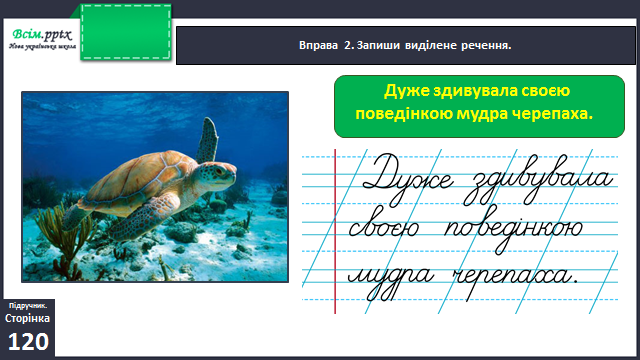 Всім.pptx
Нова українська школа
Вправа 2. Запиши виділене речення.
Дуже здивувала своєю
поведінкою мудра черепаха.
Дуже здивувала
своєю поведінкою
мудра черепаха.
Підручник.
Сторінка
120